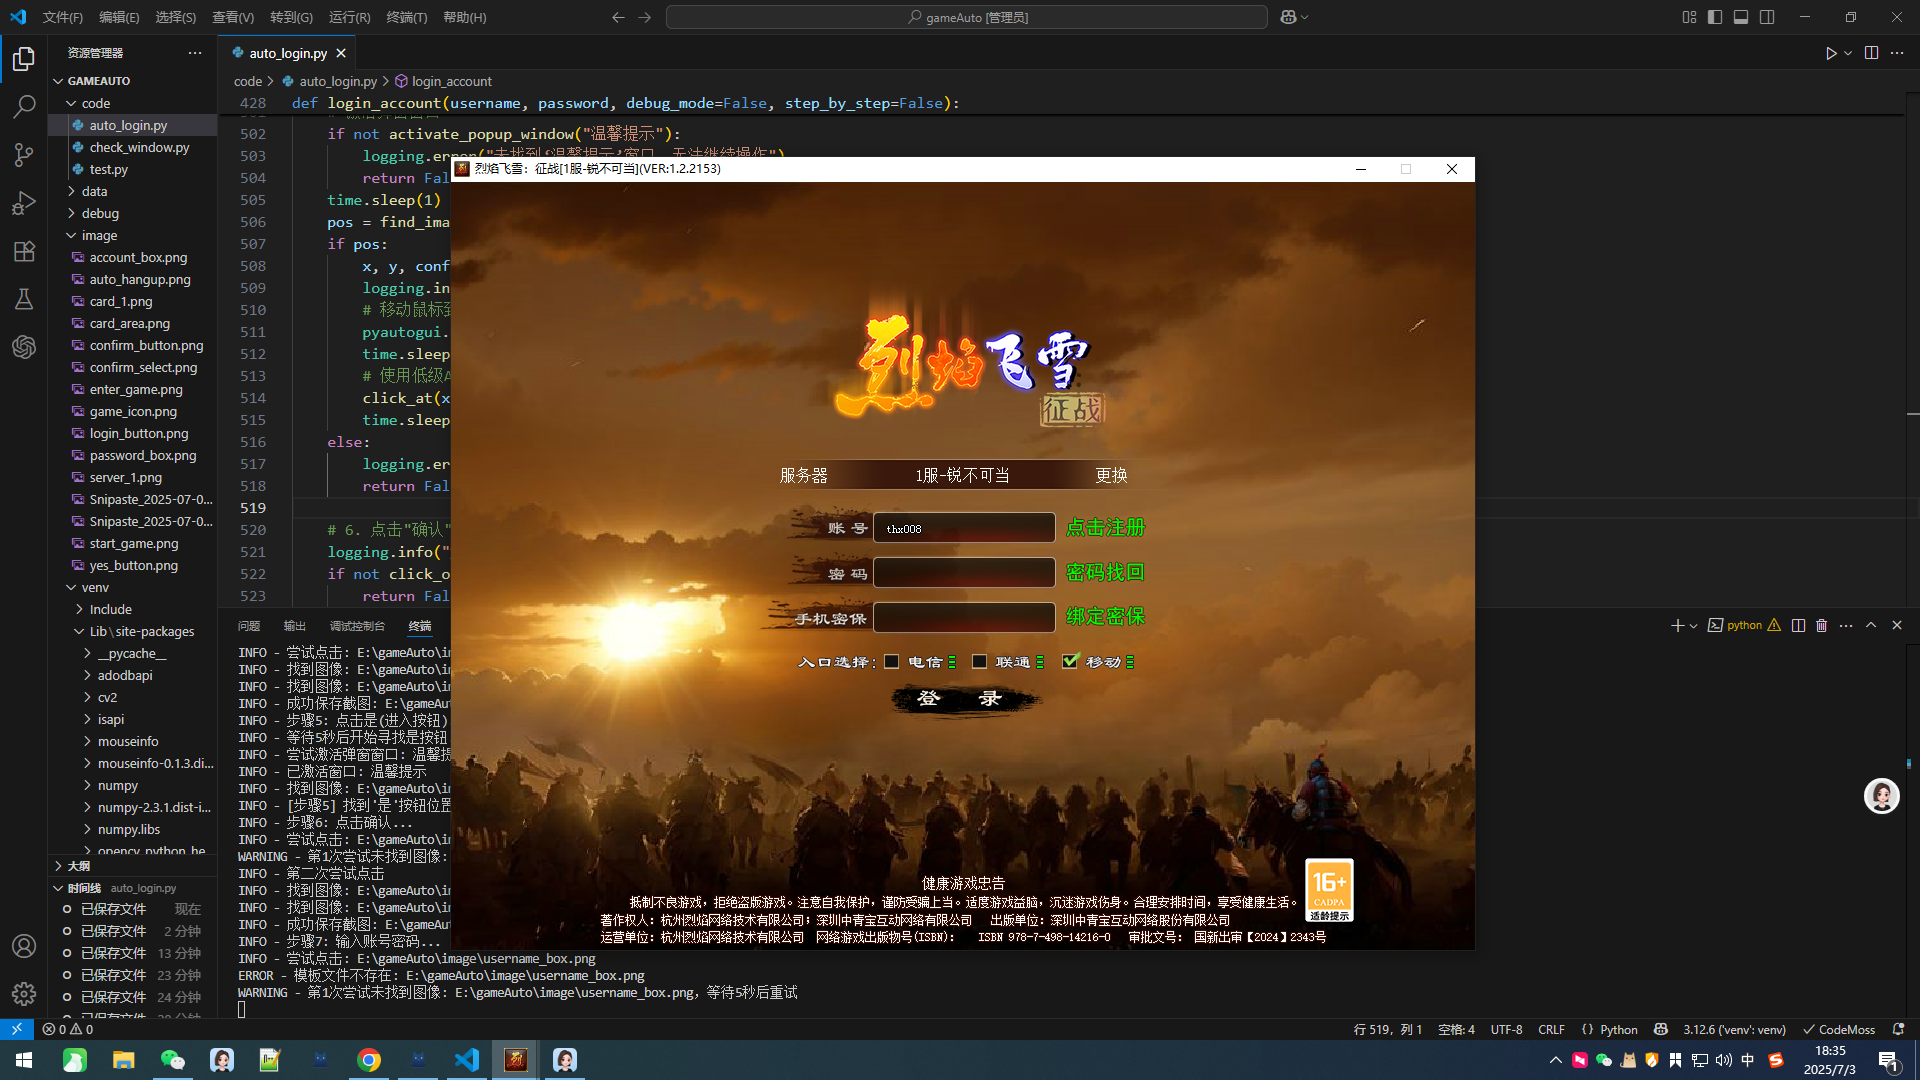 文件(F) 编辑(E) 选择(S) 查看(V) 转到(G) 运行(R) 终端(T) 帮助(H)
gameAuto [管理员]
资源管理器
auto_login.py
GAMEAUTO
code
auto_login.py
check_window.py
test.py
data
debug
image
account_box.png
auto_hangup.png
card_1.png
card_area.png
confirm_button.png
confirm_select.png
enter_game.png
game_icon.png
login_button.png
password_box.png
server_1.png
Snipaste_2025-07-0...
Snipaste_2025-07-0...
start_game.png
yes_button.png
venv
Include
Lib\site-packages
__pycache__
adodbapi
cv2
isapi
mouseinfo
mouseinfo-0.1.3.di...
numpy
numpy-2.3.1.dist-i...
numpy.libs
opencv_python_he
大纲
时间线 auto_login.py
已保存文件 现在
已保存文件 2 分钟
已保存文件 13 分钟
已保存文件 23 分钟
已保存文件 24 分钟
code > auto_login.py > login_account
428 def login_account(username, password, debug_mode=False, step_by_step=False):
502 if not activate_popup_window("温馨提示"):
503 logging.error("未找到'温馨提示'窗口，无法继续操作")
504 return Fal
505 time.sleep(1)
506 pos = find_ima
507 if pos:
508 x, y, conf
509 logging.in
510 # 移动鼠标到
511 pyautogui.
512 time.sleep
513 # 使用低级A
514 click_at(x
515 time.sleep
516 else:
517 logging.er
518 return Fal
519
520 # 6. 点击"确认"
521 logging.info("
522 if not click_o
523 return Fal
烈焰飞雪：征战[1服-锐不可当](VER:1.2.2153)
烈焰飞雪
征战
服务器 1服-锐不可当 更换
账 号 thx008 点击注册
密 码 密码找回
手机密保 绑定密保
入口选择: 电信 联通 移动
登 录
健康游戏忠告
抵制不良游戏，拒绝盗版游戏。注意自我保护，谨防受骗上当。适度游戏益脑，沉迷游戏伤身。合理安排时间，享受健康生活。
著作权人：杭州烈焰网络技术有限公司；深圳中青宝互动网络有限公司 出版单位：深圳中青宝互动网络股份有限公司
运营单位：杭州烈焰网络技术有限公司 网络游戏出版物号(ISBN)： ISBN 978-7-498-14216-0 审批文号： 国新出审【2024】2343号
16+
CADPA
适龄提示
问题 输出 调试控制台 终端
python
INFO - 尝试点击: E:\gameAuto\im
INFO - 找到图像: E:\gameAuto\im
INFO - 找到图像: E:\gameAuto\im
INFO - 成功保存截图: E:\gameAut
INFO - 步骤5: 点击是(进入按钮)
INFO - 等待5秒后开始寻找是按钮
INFO - 尝试激活弹窗窗口: 温馨提
INFO - 已激活窗口: 温馨提示
INFO - 找到图像: E:\gameAuto\im
INFO - [步骤5] 找到'是'按钮位置
INFO - 步骤6: 点击确认...
INFO - 尝试点击: E:\gameAuto\im
WARNING - 第1次尝试未找到图像:
INFO - 第二次尝试点击
INFO - 找到图像: E:\gameAuto\im
INFO - 找到图像: E:\gameAuto\im
INFO - 成功保存截图: E:\gameAut
INFO - 步骤7: 输入账号密码...
INFO - 尝试点击: E:\gameAuto\image\username_box.png
ERROR - 模板文件不存在: E:\gameAuto\image\username_box.png
WARNING - 第1次尝试未找到图像: E:\gameAuto\image\username_box.png，等待5秒后重试
0 0 行 519，列 1 空格: 4 UTF-8 CRLF {} Python 3.12.6 ('venv': venv) CodeMoss
中
18:35
2025/7/3
1